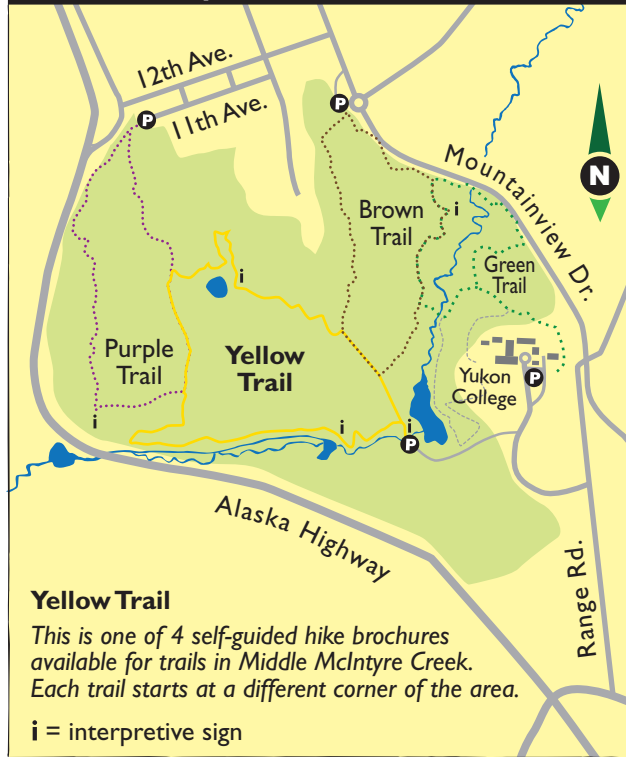 12th Ave.
P
11th Ave.
P
N
Mountainview Dr.
Brown
Trail
i
Green
Trail
i
Purple
Trail
Yellow
Trail
Yukon
College
P
i
i
i
P
Alaska Highway
Range Rd.
Yellow Trail
This is one of 4 self-guided hike brochures
available for trails in Middle McIntyre Creek.
Each trail starts at a different corner of the area.
i = interpretive sign